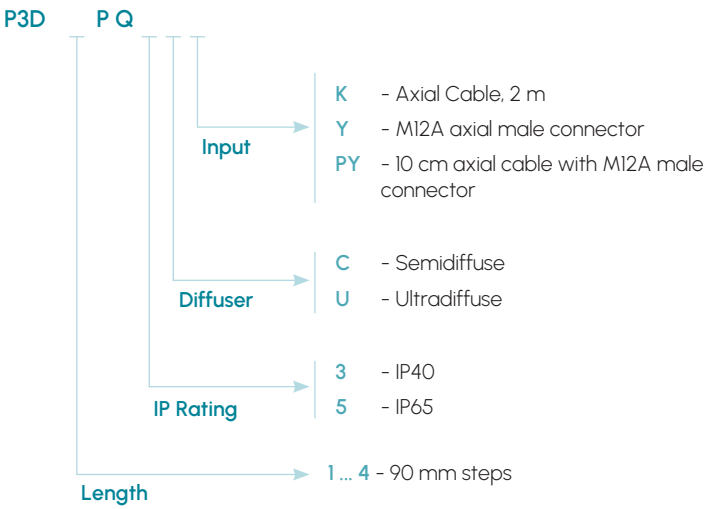 P3D P Q
K - Axial Cable, 2 m
Y - M12A axial male connector
Input
PY - 10 cm axial cable with M12A male
connector
C - Semidiffuse
Diffuser
U - Ultradiffuse
3 - IP40
IP Rating
5 - IP65
1 ... 4 - 90 mm steps
Length